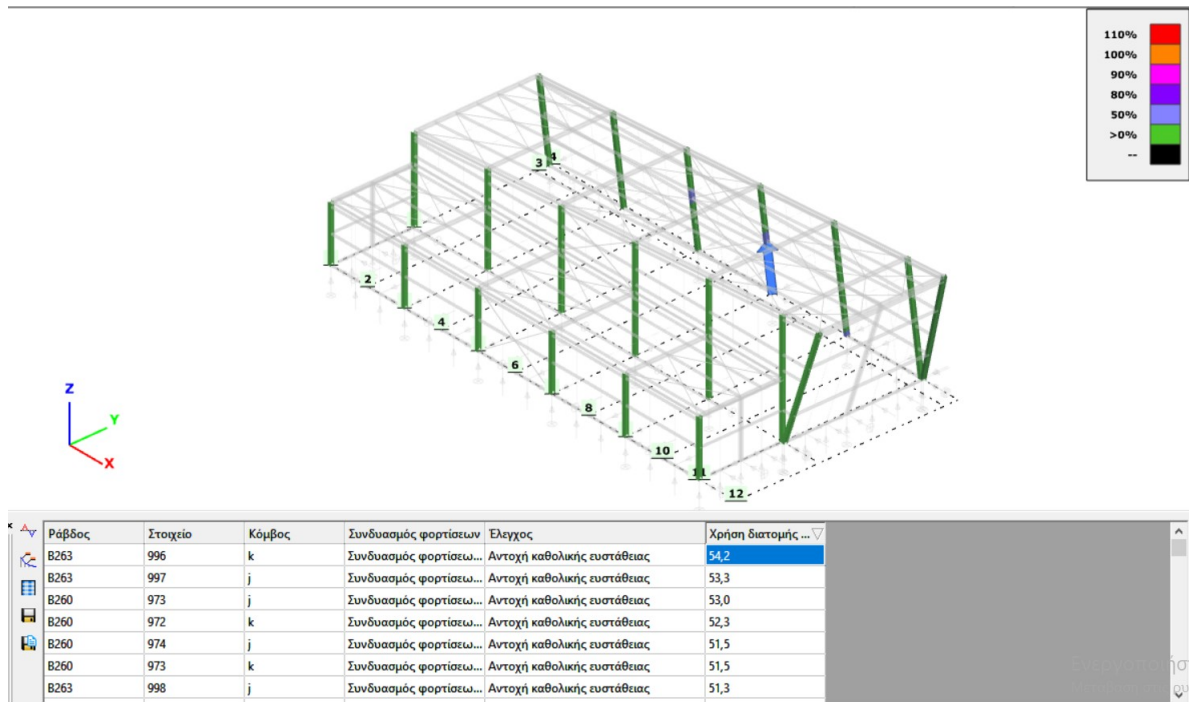 110%
100%
90%
80%
50%
>0%
--
3 4
2
4
6
8
10
11
12
Z
Y
X
Ράβδος Στοιχείο Κόμβος Συνδυασμός φορτίσεων Έλεγχος Χρήση διατομής ...
B263 996 k Συνδυασμός φορτίσεω... Αντοχή καθολικής ευστάθειας 54,2
B263 997 j Συνδυασμός φορτίσεω... Αντοχή καθολικής ευστάθειας 53,3
B260 973 j Συνδυασμός φορτίσεω... Αντοχή καθολικής ευστάθειας 53,0
B260 972 k Συνδυασμός φορτίσεω... Αντοχή καθολικής ευστάθειας 52,3
B260 974 j Συνδυασμός φορτίσεω... Αντοχή καθολικής ευστάθειας 51,5
B260 973 k Συνδυασμός φορτίσεω... Αντοχή καθολικής ευστάθειας 51,5
B263 998 j Συνδυασμός φορτίσεω... Αντοχή καθολικής ευστάθειας 51,3